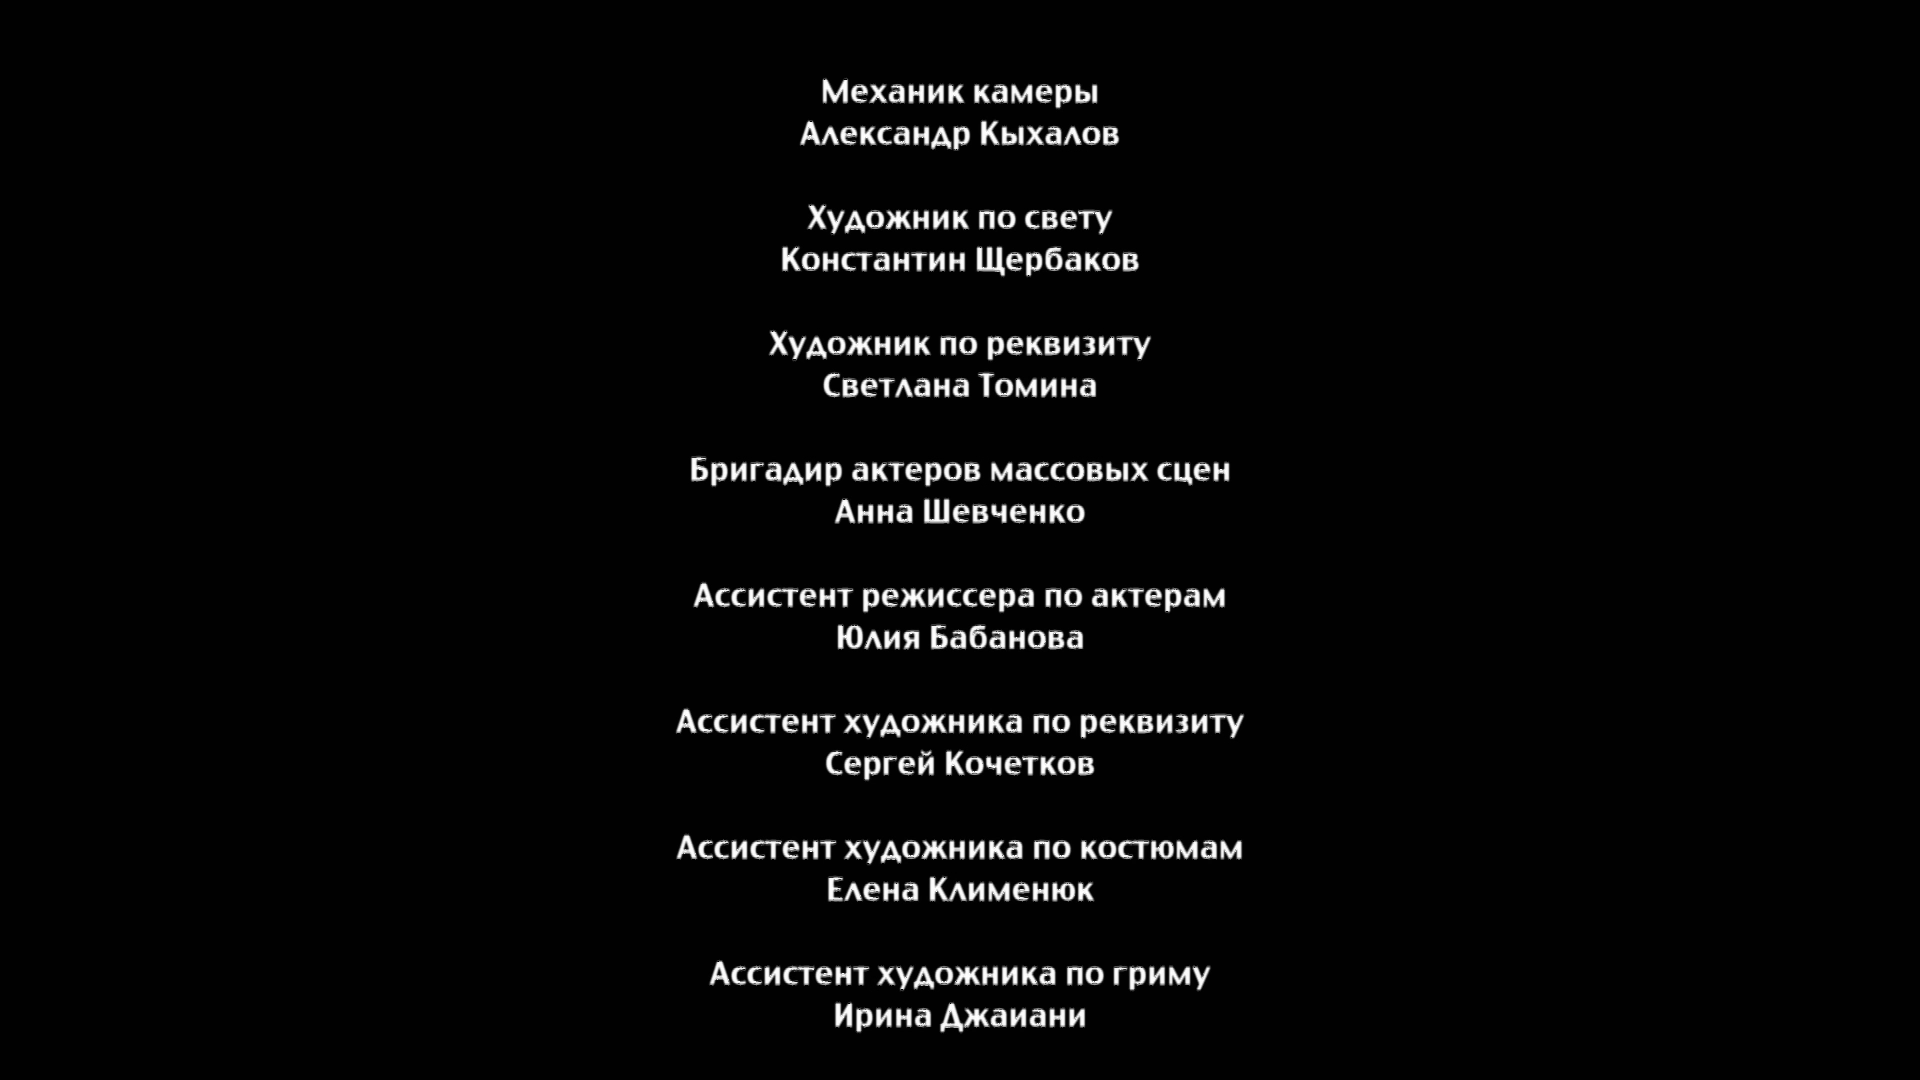 Механик камеры
Александр Кыхалов
Художник по свету
Константин Щербаков
Художник по реквизиту
Светлана Томина
Бригадир актеров массовых сцен
Анна Шевченко
Ассистент режиссера по актерам
Юлия Бабанова
Ассистент художника по реквизиту
Сергей Кочетков
Ассистент художника по костюмам
Елена Клименюк
Ассистент художника по гриму
Ирина Джаиани